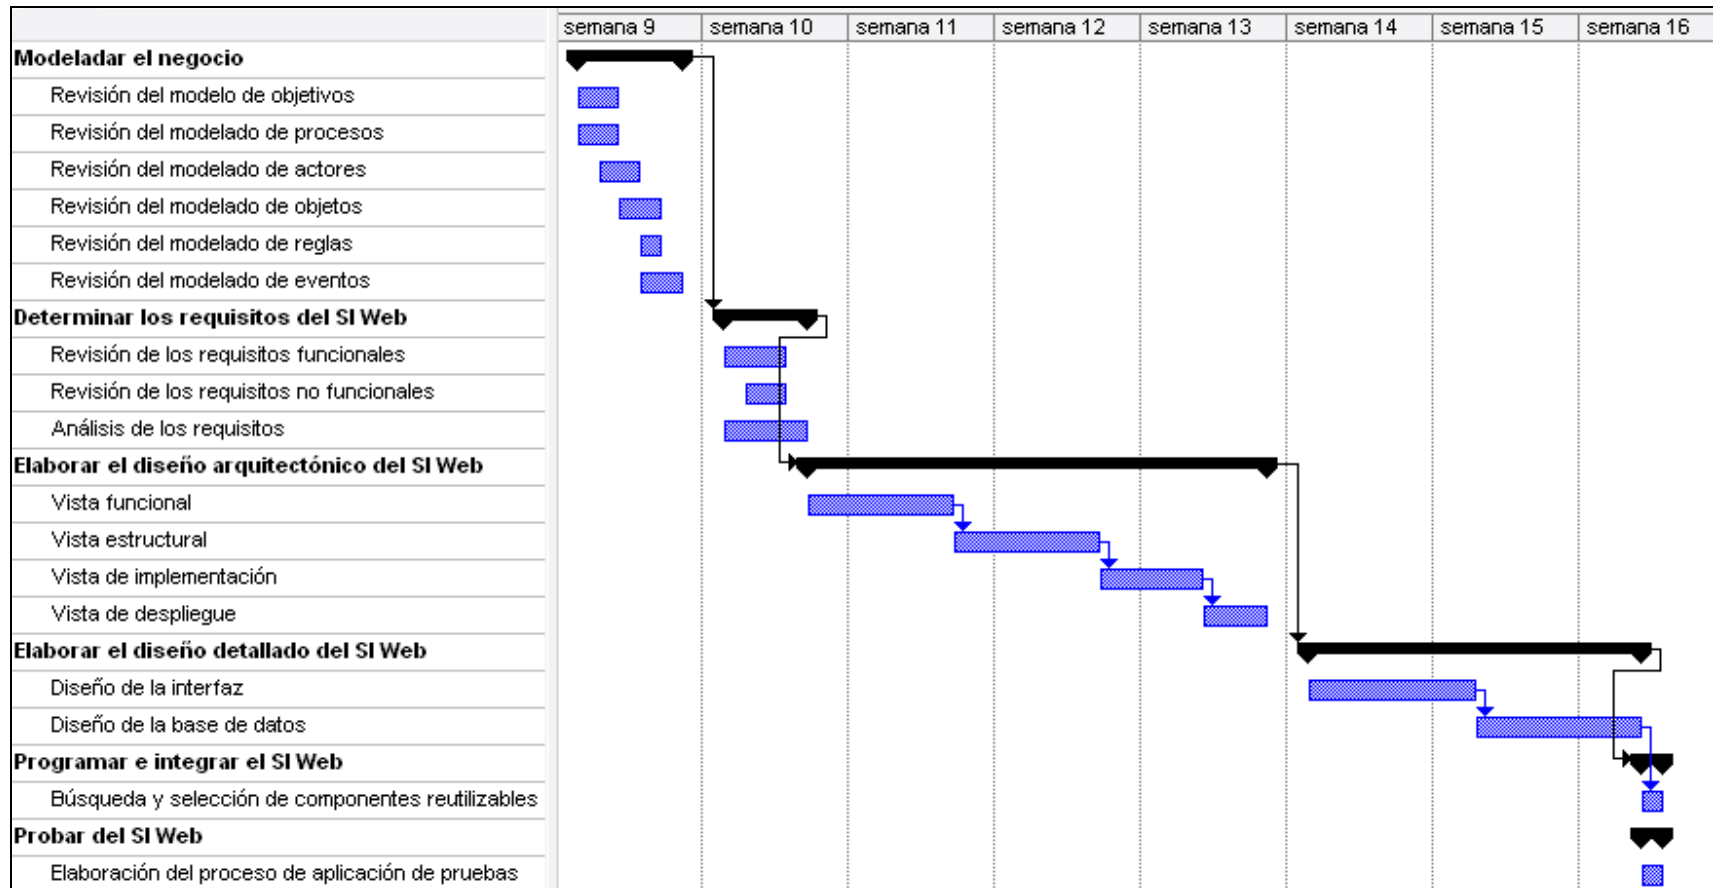 semana 9 semana 10 semana 11 semana 12 semana 13 semana 14 semana 15 semana 16
Modeladar el negocio
Revisión del modelo de objetivos
Revisión del modelado de procesos
Revisión del modelado de actores
Revisión del modelado de objetos
Revisión del modelado de reglas
Revisión del modelado de eventos
Determinar los requisitos del SI Web
Revisión de los requisitos funcionales
Revisión de los requisitos no funcionales
Análisis de los requisitos
Elaborar el diseño arquitectónico del SI Web
Vista funcional
Vista estructural
Vista de implementación
Vista de despliegue
Elaborar el diseño detallado del SI Web
Diseño de la interfaz
Diseño de la base de datos
Programar e integrar el SI Web
Búsqueda y selección de componentes reutilizables
Probar del SI Web
Elaboración del proceso de aplicación de pruebas